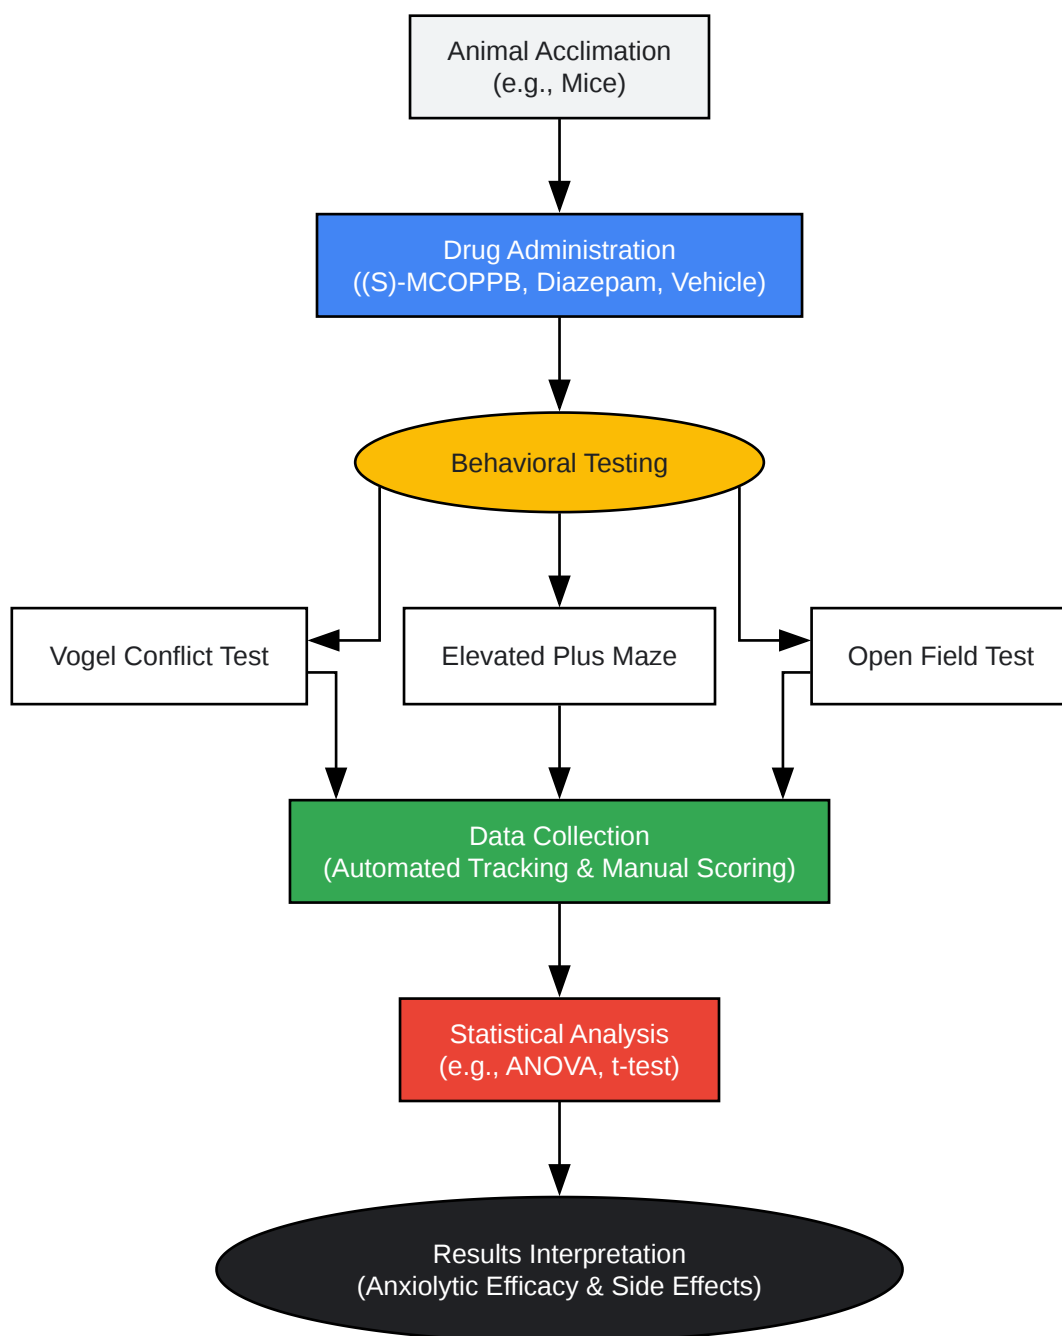 Animal Acclimation
(e.g., Mice)
Drug Administration
((S)-MCOPPB, Diazepam, Vehicle)
Behavioral Testing
Vogel Conflict Test
Elevated Plus Maze
Open Field Test
Data Collection
(Automated Tracking & Manual Scoring)
Statistical Analysis
(e.g., ANOVA, t-test)
Results Interpretation
(Anxiolytic Efficacy & Side Effects)